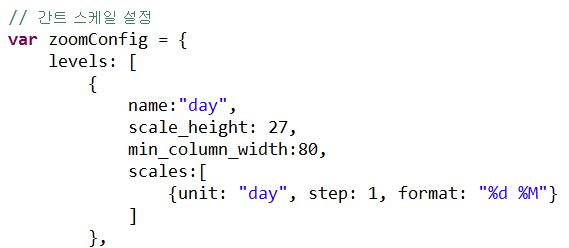 // 간트 스케일 설정
var zoomConfig = {
levels: [
{
name:"day",
scale_height: 27,
min_column_width:80,
scales:[
{unit: "day", step: 1, format: "%d %M"}
]
},